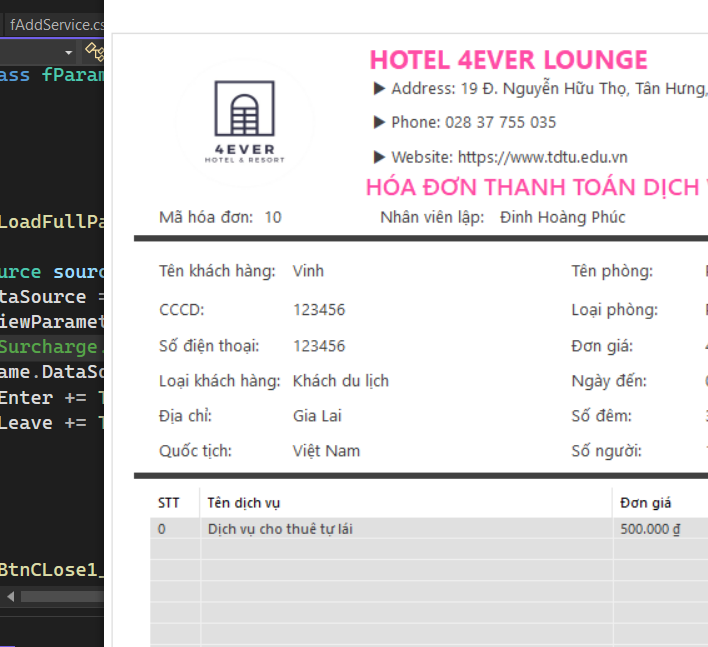 fAddService.cs
ass fParam
LoadFullPa
urce sourc
taSource =
iewParamet
Surcharge.
ame.DataSo
Enter +=
Leave +=
BtnCLose1_
4EVER
HOTEL & RESORT
HOTEL 4EVER LOUNGE
▶ Address: 19 Đ. Nguyễn Hữu Thọ, Tân Hưng,
▶ Phone: 028 37 755 035
▶ Website: https://www.tdtu.edu.vn
HÓA ĐƠN THANH TOÁN DỊCH
Mã hóa đơn: 10 Nhân viên lập: Đinh Hoàng Phúc
Tên khách hàng: Vinh Tên phòng:
CCCD: 123456 Loại phòng:
Số điện thoại: 123456 Đơn giá:
Loại khách hàng: Khách du lịch Ngày đến:
Địa chỉ: Gia Lai Số đêm:
Quốc tịch: Việt Nam Số người:
STT Tên dịch vụ Đơn giá
0 Dịch vụ cho thuê tự lái 500.000 ₫